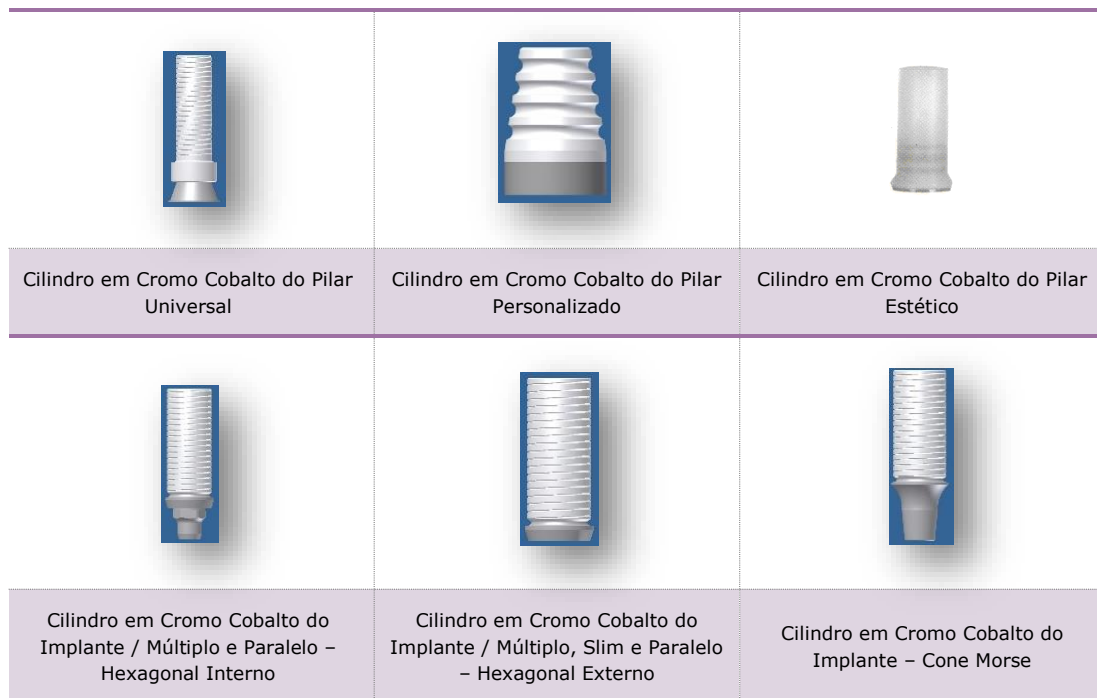 Cilindro em Cromo Cobalto do Pilar
Universal
Cilindro em Cromo Cobalto do Pilar
Personalizado
Cilindro em Cromo Cobalto do Pilar
Estético
Cilindro em Cromo Cobalto do
Implante / Múltiplo e Paralelo –
Hexagonal Interno
Cilindro em Cromo Cobalto do
Implante / Múltiplo, Slim e Paralelo
– Hexagonal Externo
Cilindro em Cromo Cobalto do
Implante – Cone Morse